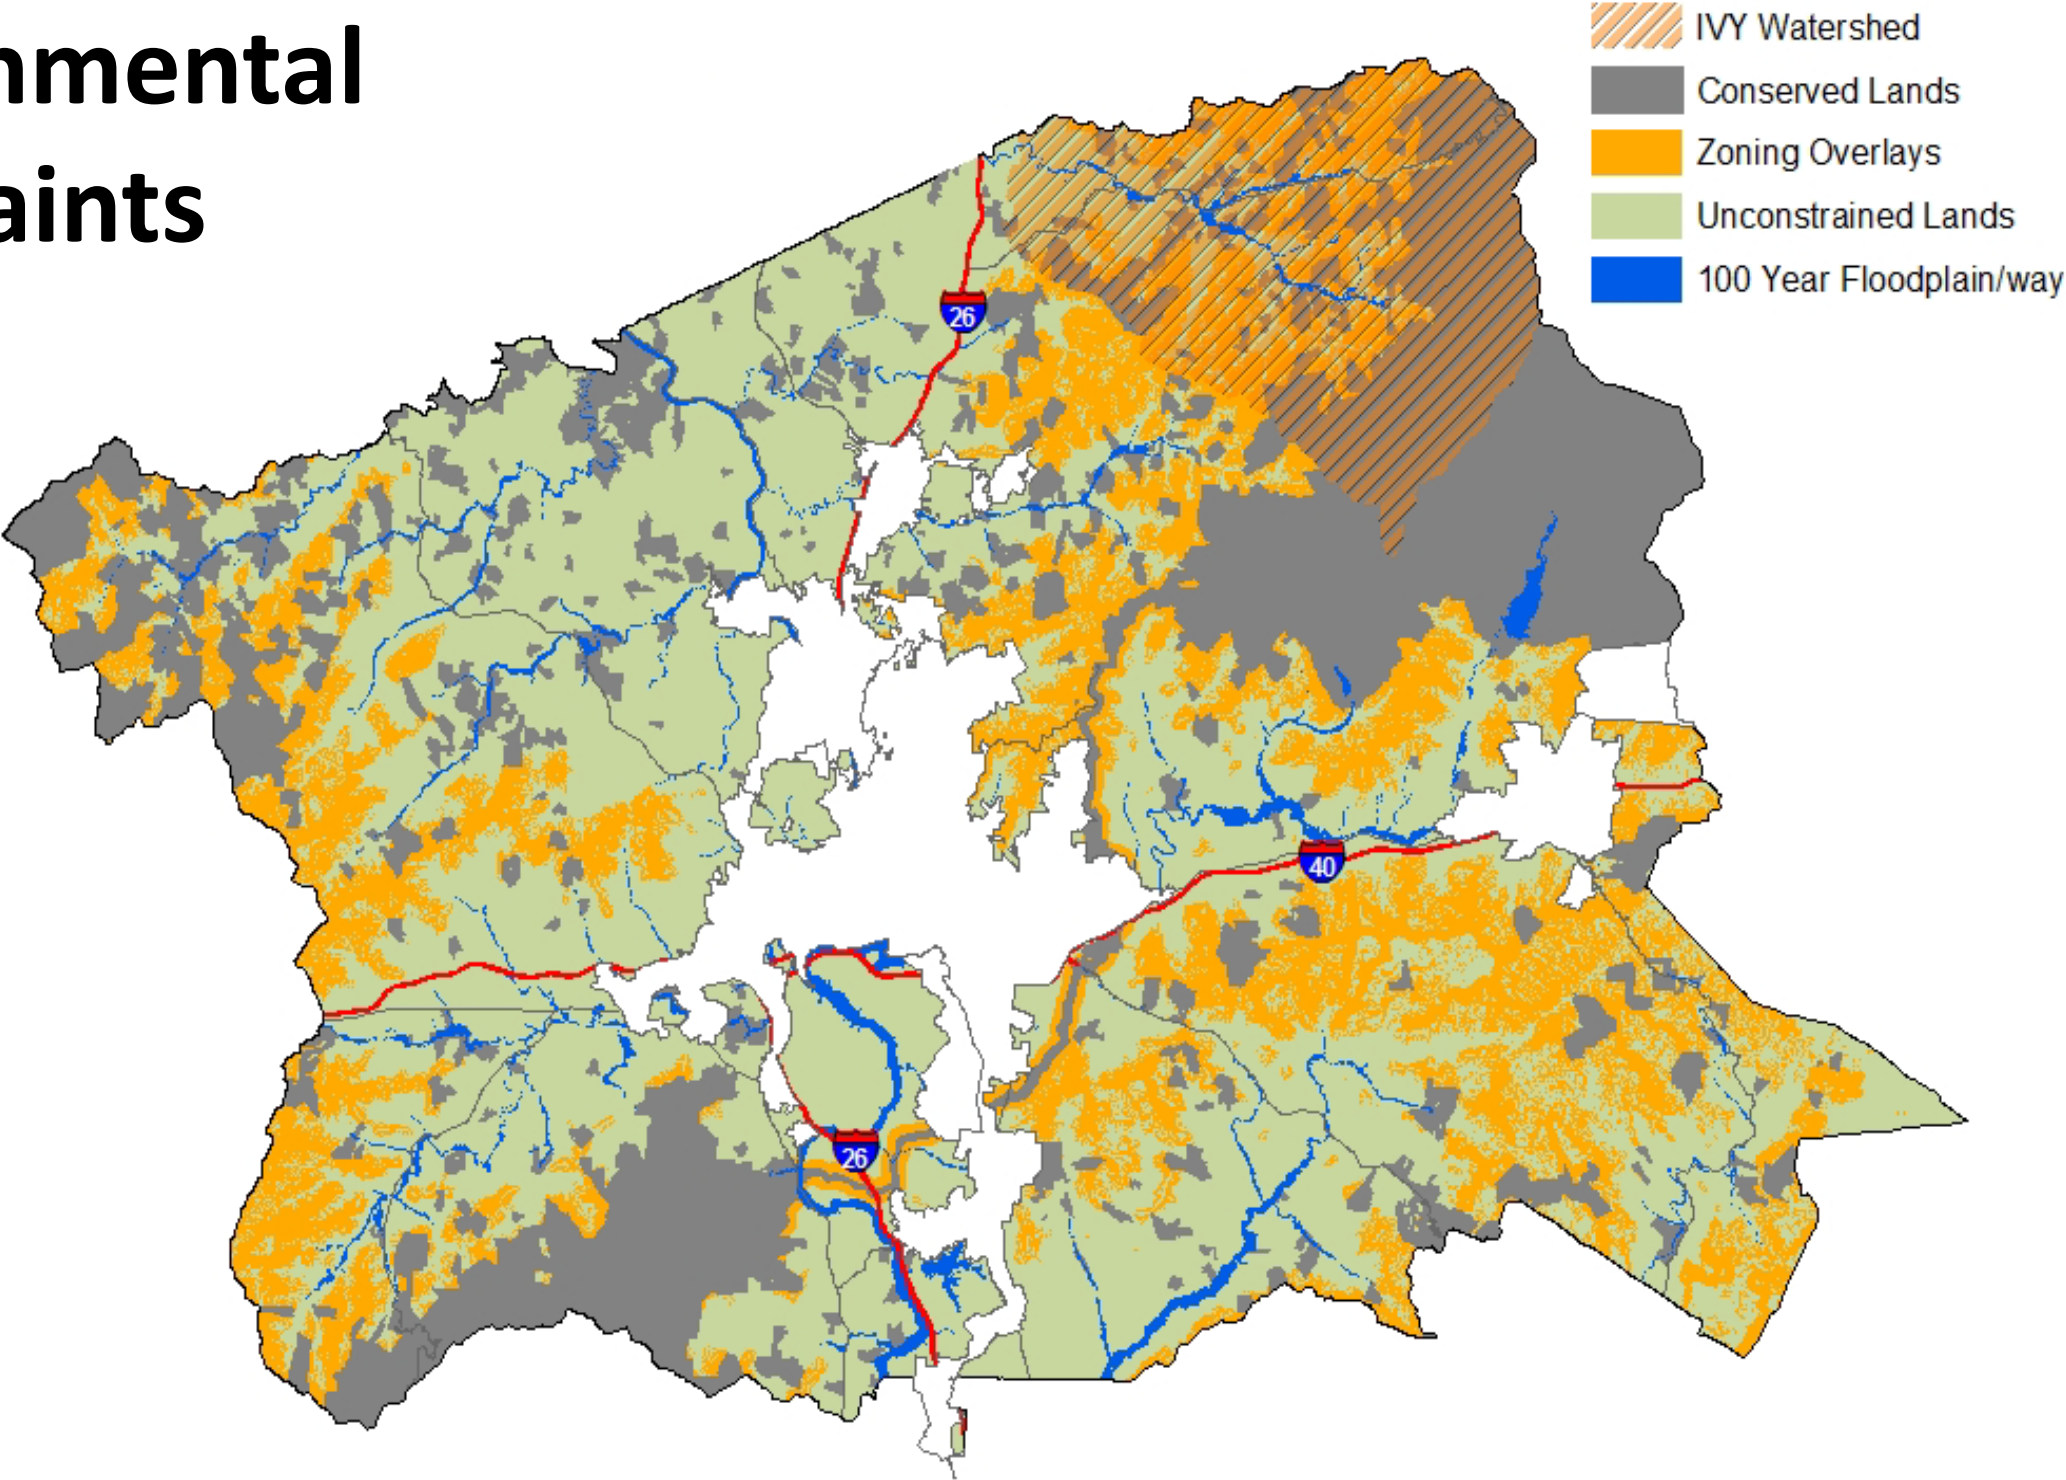 nmental
aints
IVY Watershed
Conserved Lands
Zoning Overlays
Unconstrained Lands
100 Year Floodplain/way
26
40
26